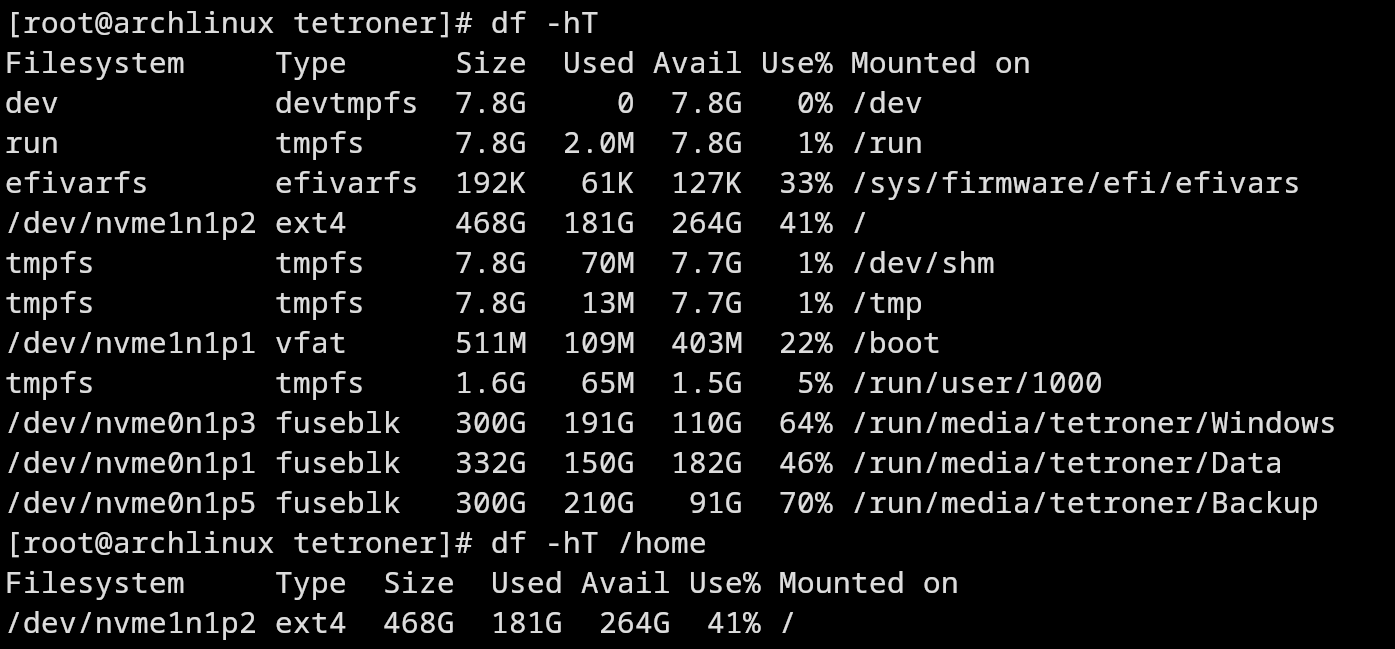 [root@archlinux tetroner]# df -hT
Filesystem     Type      Size  Used Avail Use% Mounted on
dev            devtmpfs  7.8G     0  7.8G   0% /dev
run            tmpfs     7.8G  2.0M  7.8G   1% /run
efivarfs       efivarfs  192K   61K  127K  33% /sys/firmware/efi/efivars
/dev/nvme1n1p2 ext4      468G  181G  264G  41% /
tmpfs          tmpfs     7.8G   70M  7.7G   1% /dev/shm
tmpfs          tmpfs     7.8G   13M  7.7G   1% /tmp
/dev/nvme1n1p1 vfat      511M  109M  403M  22% /boot
tmpfs          tmpfs     1.6G   65M  1.5G   5% /run/user/1000
/dev/nvme0n1p3 fuseblk   300G  191G  110G  64% /run/media/tetroner/Windows
/dev/nvme0n1p1 fuseblk   332G  150G  182G  46% /run/media/tetroner/Data
/dev/nvme0n1p5 fuseblk   300G  210G   91G  70% /run/media/tetroner/Backup
[root@archlinux tetroner]# df -hT /home
Filesystem     Type  Size  Used Avail Use% Mounted on
/dev/nvme1n1p2 ext4  468G  181G  264G  41% /